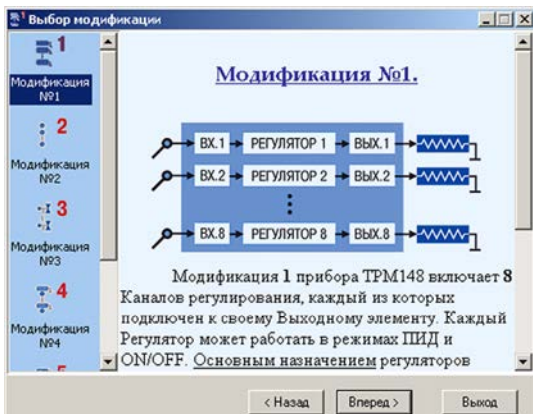 Выбор модификации
1
Модификация
№1
2
Модификация
№2
3
Модификация
№3
4
Модификация
№4
Модификация №1.
ВХ.1 РЕГУЛЯТОР 1 ВЫХ.1
ВХ.2 РЕГУЛЯТОР 2 ВЫХ.2
ВХ.8 РЕГУЛЯТОР 8 ВЫХ.8
Модификация 1 прибора ТРМ148 включает 8
Каналов регулирования, каждый из которых
подключен к своему Выходному элементу. Каждый
Регулятор может работать в режимах ПИД и
ON/OFF. Основным назначением регуляторов
< Назад Вперед > Выход